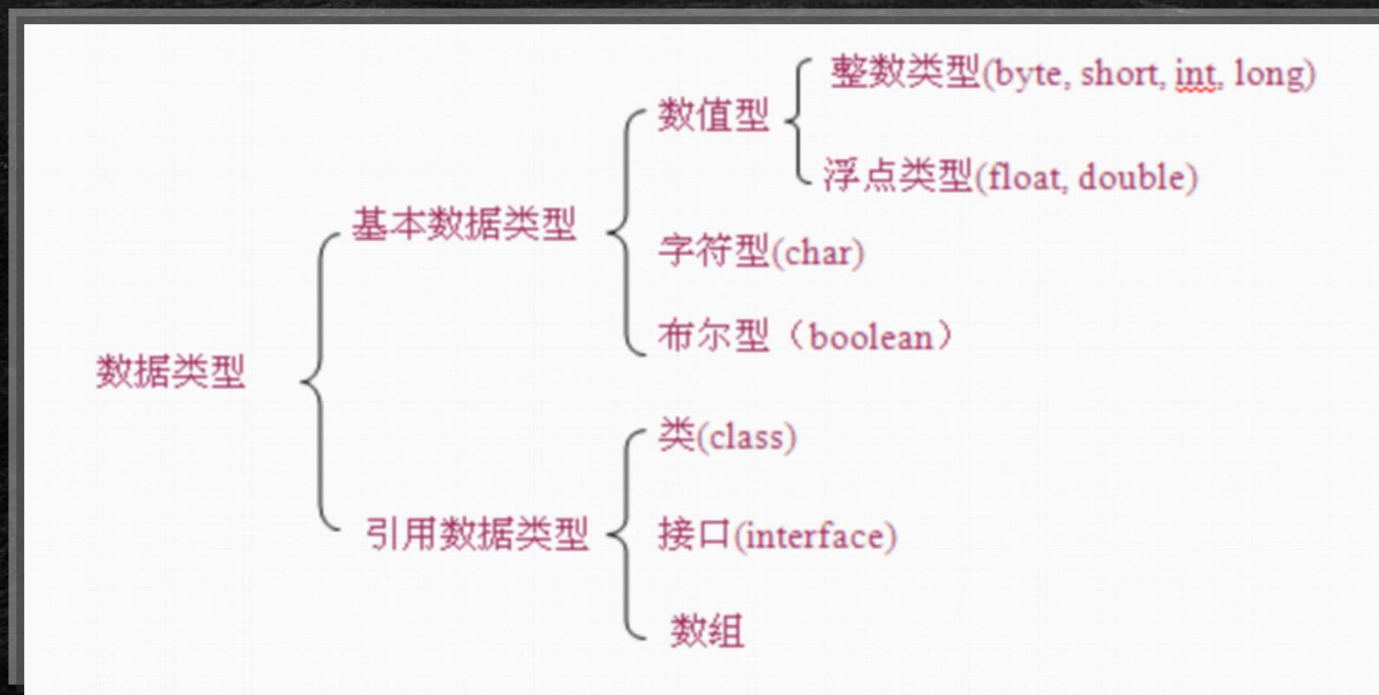 整数类型(byte, short, int, long)
数值型
浮点类型(float, double)
基本数据类型
字符型(char)
布尔型（boolean）
数据类型
类(class)
引用数据类型
接口(interface)
数组